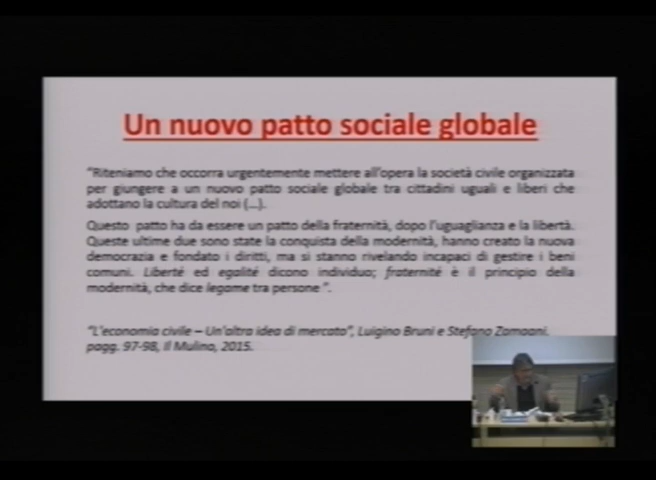 Un nuovo patto sociale globale
"Riteniamo che occorra urgentemente mettere all'opera la società civile organizzata
per giungere a un nuovo patto sociale globale tra cittadini uguali e liberi che
adottano la cultura del noi (...).
Questo patto ha da essere un patto della fraternità, dopo l'uguaglianza e la libertà.
Queste ultime due sono state la conquista della modernità, hanno creato la nuova
democrazia e fondato i diritti, ma si stanno rivelando incapaci di gestire i beni
comuni. Liberté ed egalité dicono individuo; fraternité è il principio della
modernità, che dice legame tra persone ".
"L'economia civile – Un'altra idea di mercato", Luigino Bruni e Stefano Zamagni,
pagg. 97-98, Il Mulino, 2015.